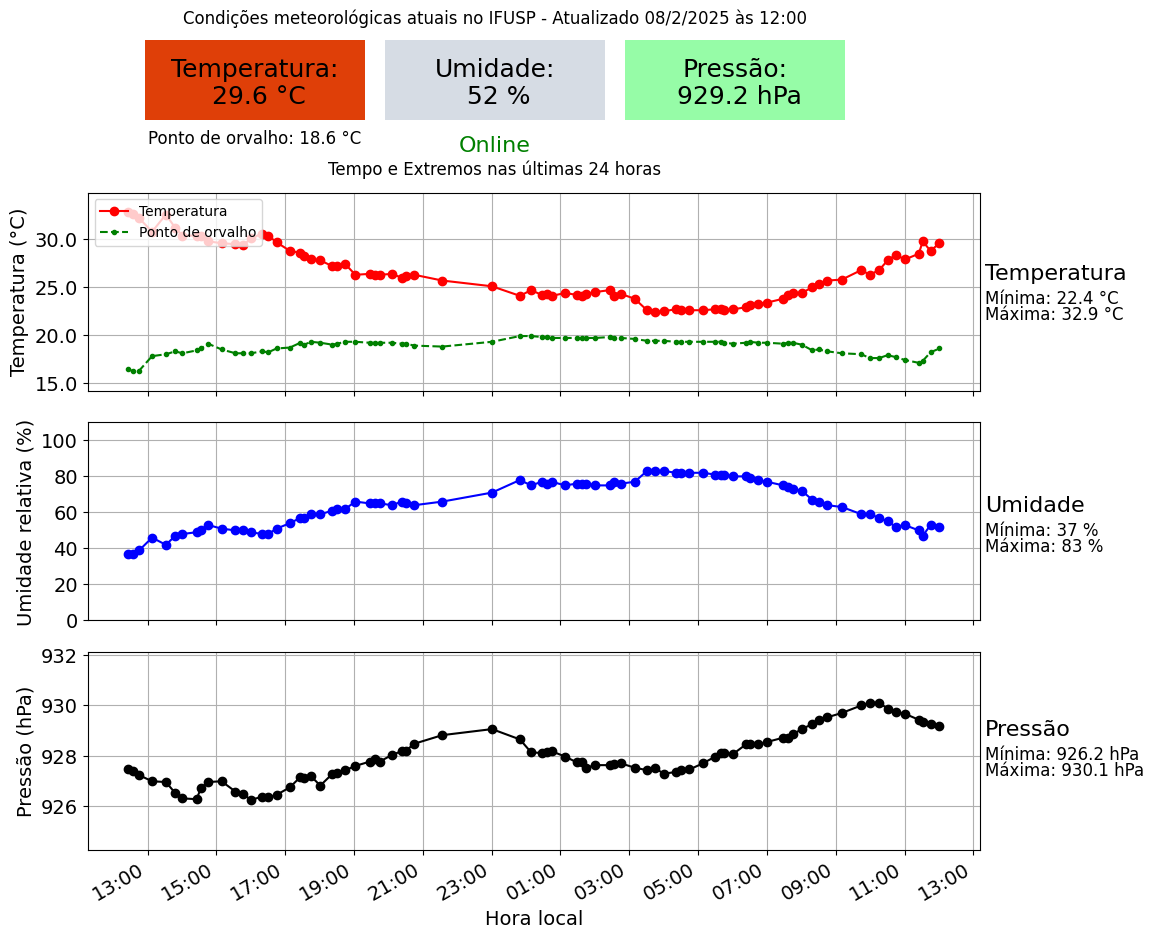 Condições meteorológicas atuais no IFUSP - Atualizado 08/2/2025 às 12:00
Temperatura:
29.6 °C
Umidade:
52 %
Pressão:
929.2 hPa
Ponto de orvalho: 18.6 °C
Online
Tempo e Extremos nas últimas 24 horas
Temperatura (°C)
30.0
25.0
20.0
15.0
Temperatura
Ponto de orvalho
Temperatura
Mínima: 22.4 °C
Máxima: 32.9 °C
Umidade relativa (%)
100
80
60
40
20
0
Umidade
Mínima: 37 %
Máxima: 83 %
Pressão (hPa)
932
930
928
926
Pressão
Mínima: 926.2 hPa
Máxima: 930.1 hPa
13:00 15:00 17:00 19:00 21:00 23:00 01:00 03:00 05:00 07:00 09:00 11:00 13:00
Hora local